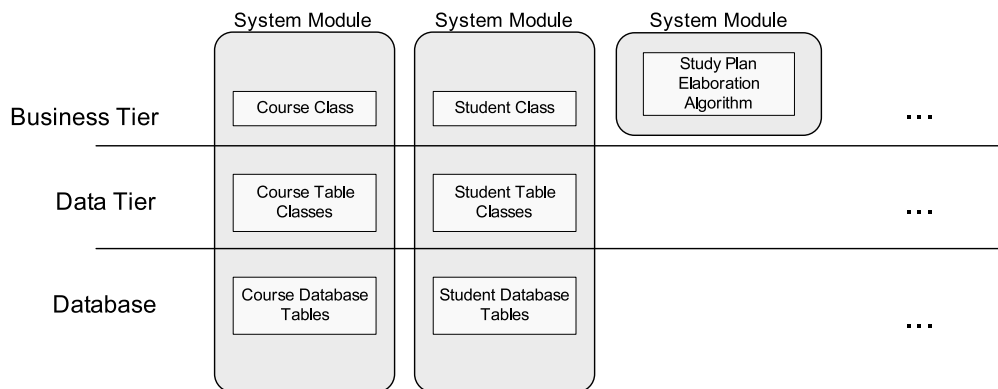 System Module
System Module
System Module
Study Plan
Elaboration
Algorithm
Business Tier
Course Class
Student Class
...
Data Tier
Course Table
Classes
Student Table
Classes
...
Database
Course Database
Tables
Student Database
Tables
...